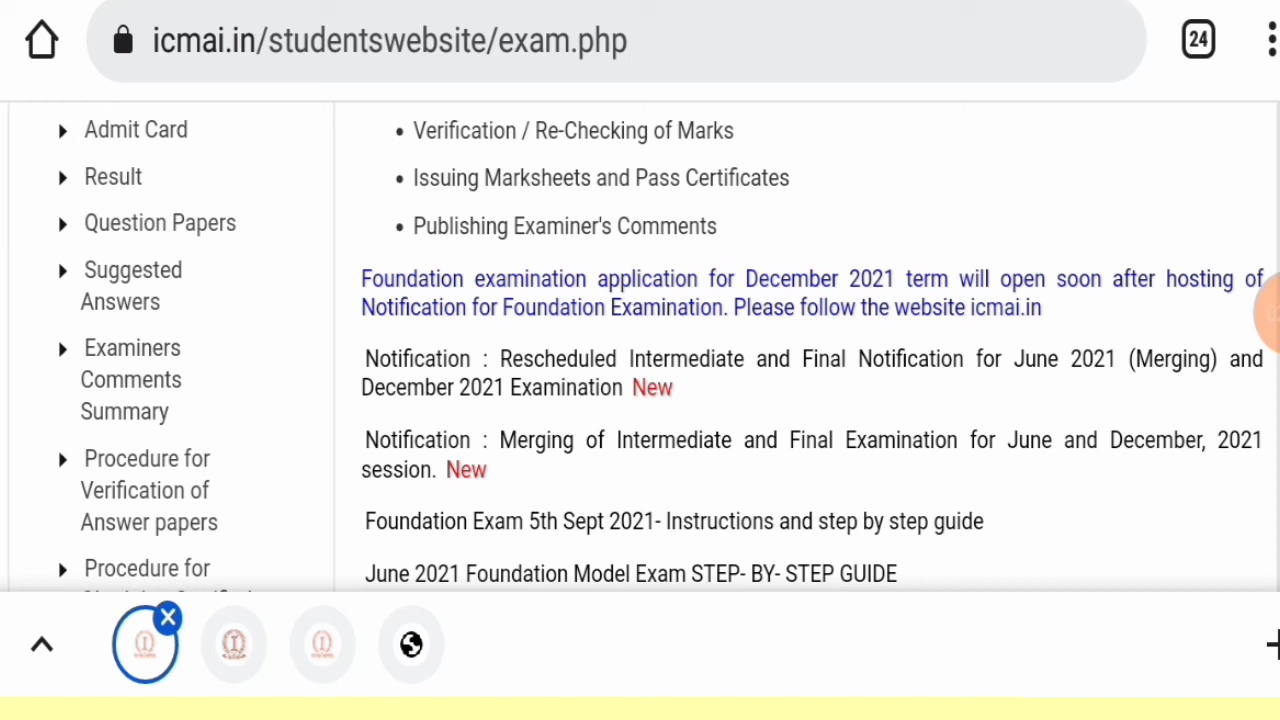 icmai.in/studentswebsite/exam.php
24
Admit Card
Result
Question Papers
Suggested
Answers
Examiners
Comments
Summary
Procedure for
Verification of
Answer papers
Procedure for
• Verification / Re-Checking of Marks
• Issuing Marksheets and Pass Certificates
• Publishing Examiner's Comments
Foundation examination application for December 2021 term will open soon after hosting of
Notification for Foundation Examination. Please follow the website icmai.in
Notification : Rescheduled Intermediate and Final Notification for June 2021 (Merging) and
December 2021 Examination New
Notification : Merging of Intermediate and Final Examination for June and December, 2021
session. New
Foundation Exam 5th Sept 2021- Instructions and step by step guide
June 2021 Foundation Model Exam STEP- BY- STEP GUIDE